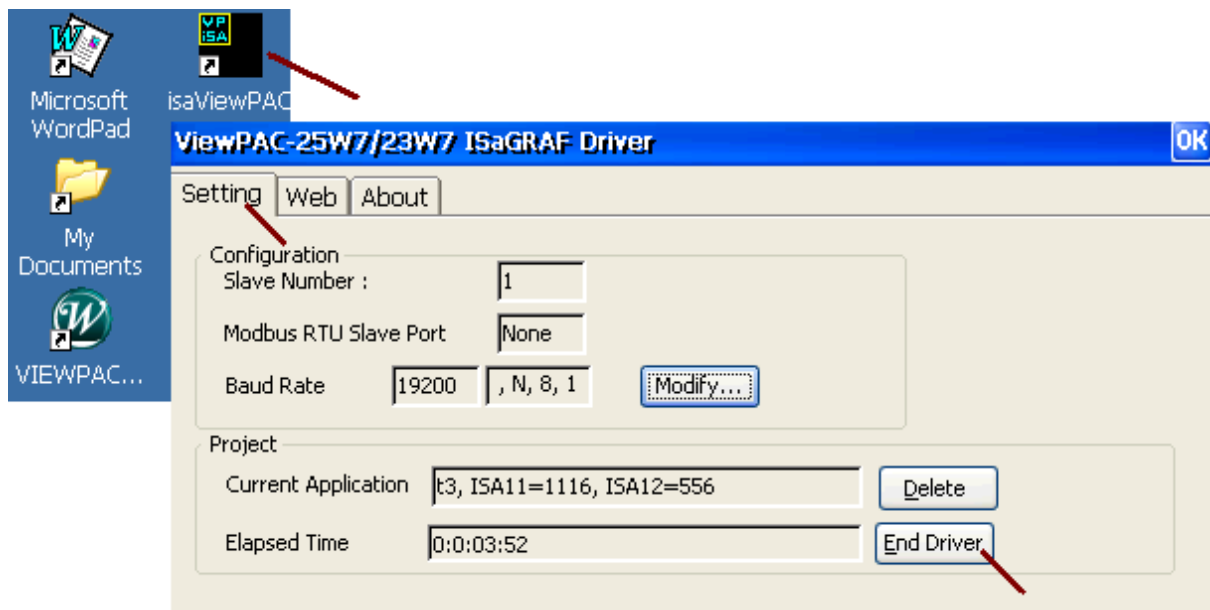 VP
iSA
Microsoft
WordPad
isaViewPAC
My
Documents
VIEWPAC...
ViewPAC-25W7/23W7 ISaGRAF Driver
OK
Setting
Web
About
Configuration
Slave Number :
1
Modbus RTU Slave Port
None
Baud Rate
19200
, N, 8, 1
Modify...
Project
Current Application
t3, ISA11=1116, ISA12=556
Delete
Elapsed Time
0:0:03:52
End Driver